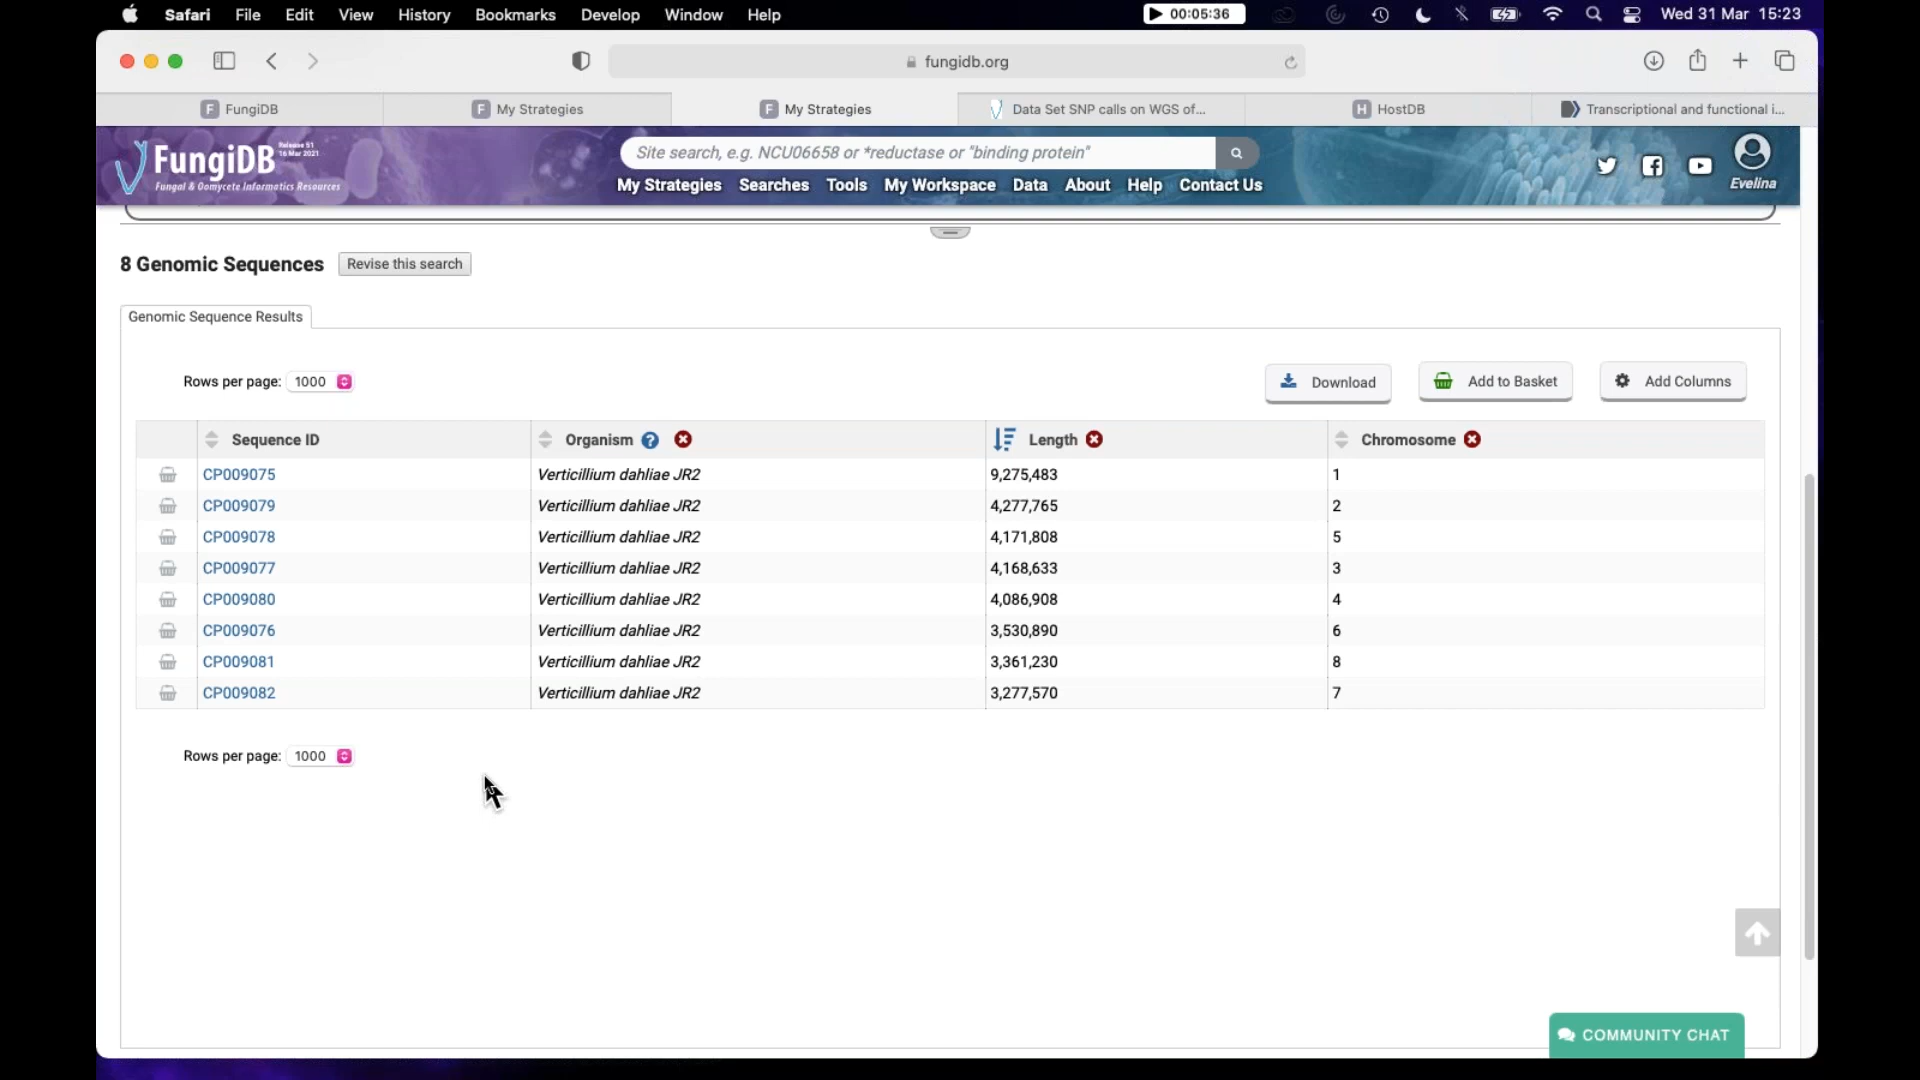 Safari File Edit View History Bookmarks Develop Window Help 00:05:36 Wed 31 Mar 15:23
fungidb.org
F FungiDB F My Strategies F My Strategies Data Set SNP calls on WGS of... H HostDB Transcriptional and functional i...
FungiDB Release 51 16 Mar 2021
Fungal & Oomycete Informatics Resources
Site search, e.g. NCU06658 or *reductase or "binding protein"
My Strategies Searches Tools My Workspace Data About Help Contact Us
Evelina
8 Genomic Sequences Revise this search
Genomic Sequence Results
Rows per page: 1000 Download Add to Basket Add Columns
Sequence ID Organism ? Length Chromosome
CP009075 Verticillium dahliae JR2 9,275,483 1
CP009079 Verticillium dahliae JR2 4,277,765 2
CP009078 Verticillium dahliae JR2 4,171,808 5
CP009077 Verticillium dahliae JR2 4,168,633 3
CP009080 Verticillium dahliae JR2 4,086,908 4
CP009076 Verticillium dahliae JR2 3,530,890 6
CP009081 Verticillium dahliae JR2 3,361,230 8
CP009082 Verticillium dahliae JR2 3,277,570 7
Rows per page: 1000
COMMUNITY CHAT